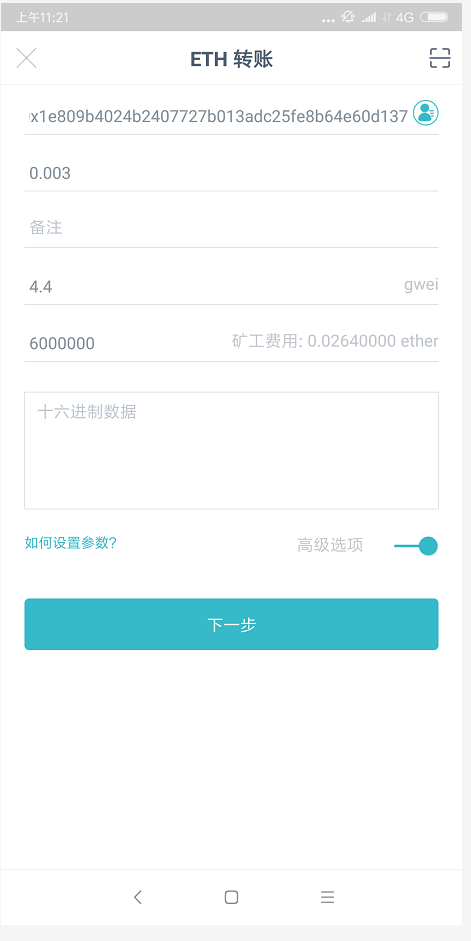 上午11:21
... 4G
ETH 转账
x1e809b4024b2407727b013adc25fe8b64e60d137
0.003
备注
4.4 gwei
6000000 矿工费用: 0.02640000 ether
十六进制数据
如何设置参数? 高级选项
下一步